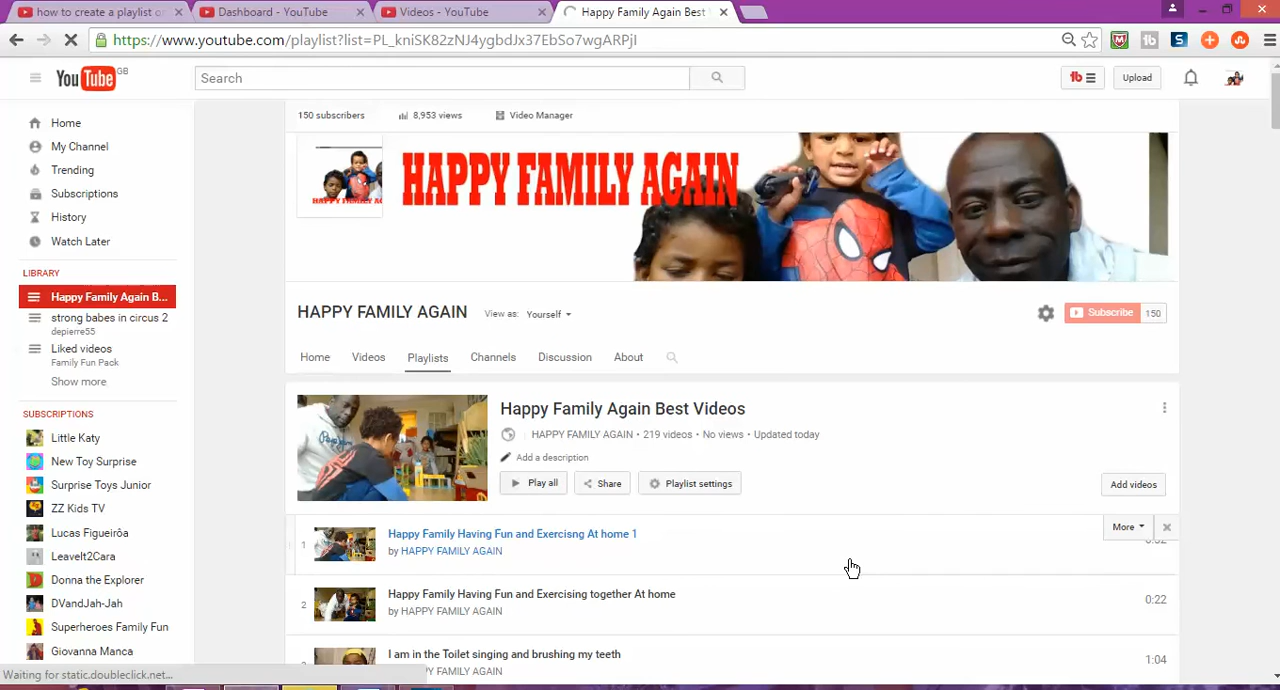 how to create a playlist or
Dashboard - YouTube
Videos - YouTube
Happy Family Again Best
https://www.youtube.com/playlist?list=PL_kniSK82zNJ4vgbdJx37EbSo7wgARPjI
YouTube GB
Search
Upload
Home
My Channel
Trending
Subscriptions
History
Watch Later
LIBRARY
Happy Family Again B...
strong babes in circus 2
depierre55
Liked videos
Family Fun Pack
Show more
SUBSCRIPTIONS
Little Katy
New Toy Surprise
Surprise Toys Junior
ZZ Kids TV
Lucas Figueirôa
LeaveIt2Cara
Donna the Explorer
DVandJah-Jah
Superheroes Family Fun
Giovanna Manca
150 subscribers
8,953 views
Video Manager
HAPPY FAMILY AGAIN
HAPPY FAMILY AGAIN
View as: Yourself
Subscribe 150
Home Videos Playlists Channels Discussion About
Happy Family Again Best Videos
HAPPY FAMILY AGAIN • 219 videos • No views • Updated today
Add a description
Play all
Share
Playlist settings
Add videos
1
Happy Family Having Fun and Exercisng At home 1
by HAPPY FAMILY AGAIN
More
2
Happy Family Having Fun and Exercising together At home
by HAPPY FAMILY AGAIN
0:22
I am in the Toilet singing and brushing my teeth
HAPPY FAMILY AGAIN
1:04
Waiting for static.doubleclick.net...